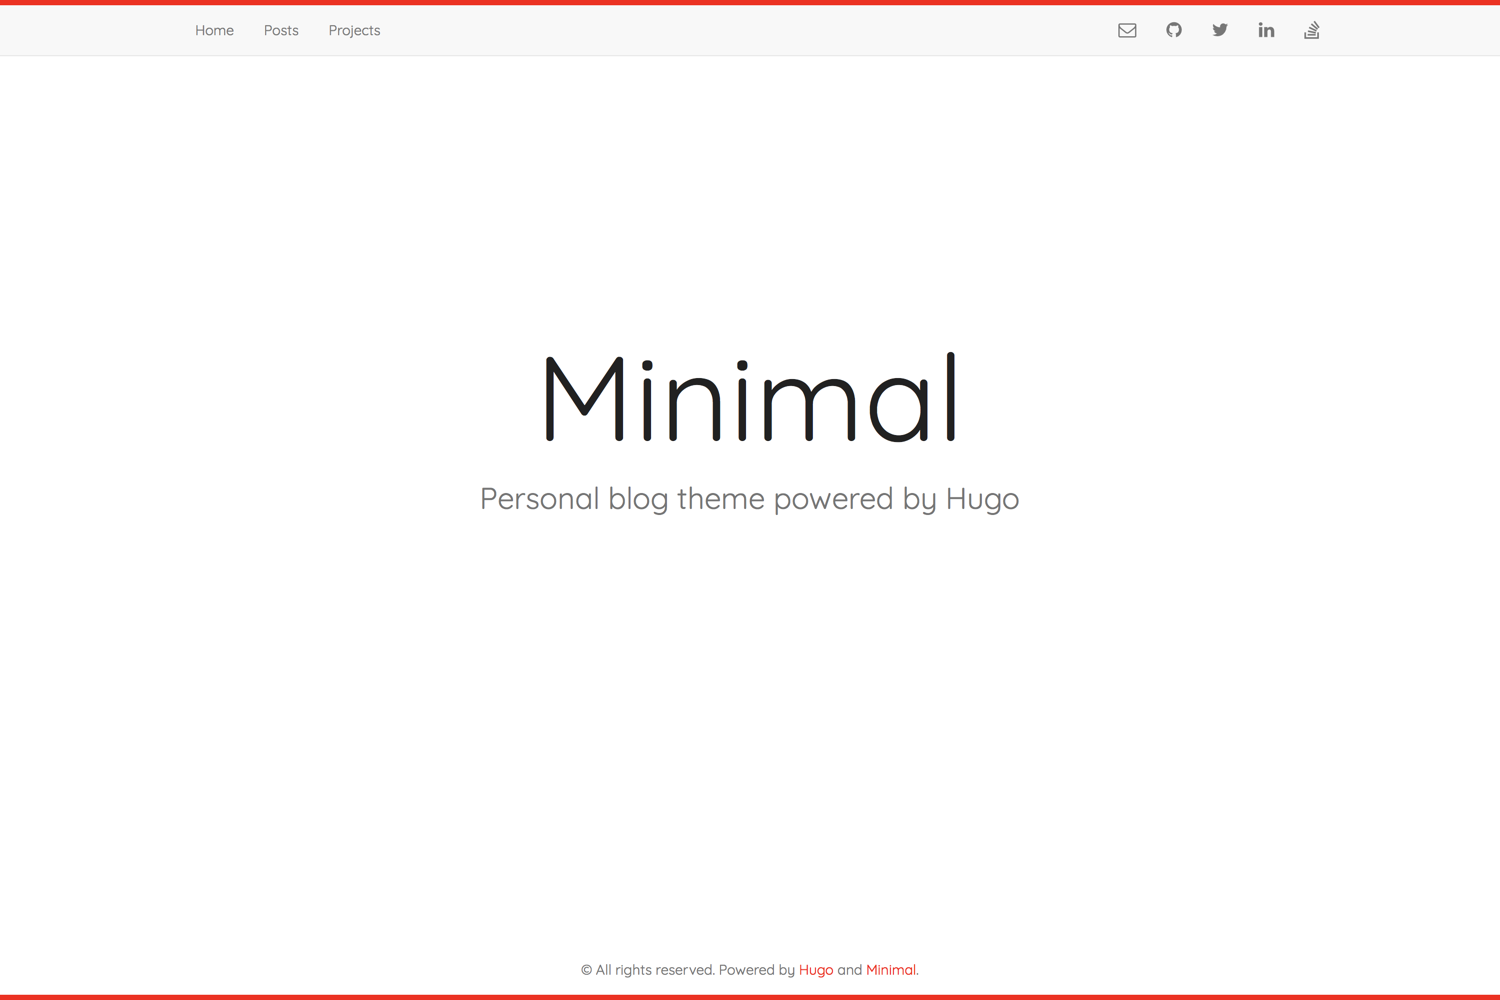 Home Posts Projects
Minimal
Personal blog theme powered by Hugo
© All rights reserved. Powered by Hugo and Minimal.